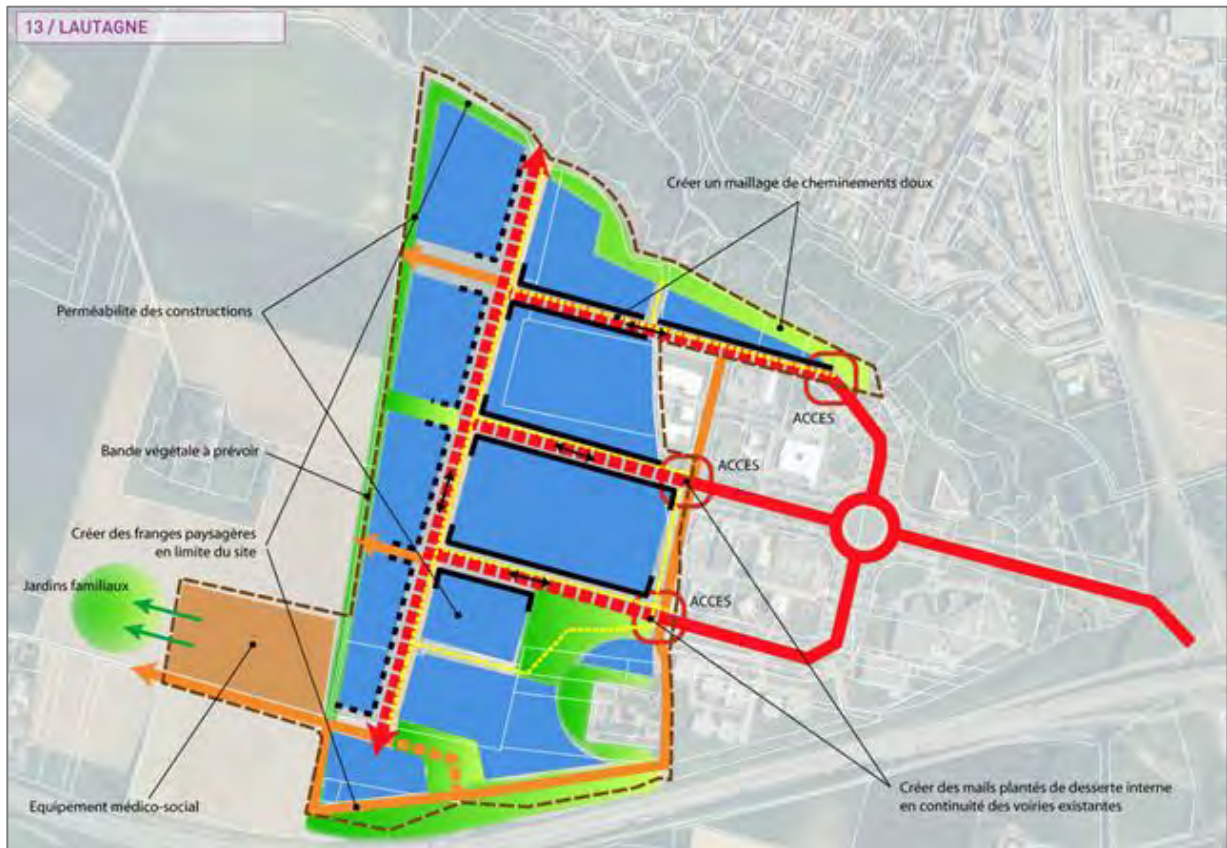 13 / LAUTAGNE
Créer un maillage de cheminements doux
Perméabilite des constructions
ACCES
Bande végétale à prévoir
ACCES
Créer des franges paysagères
en limite du site
Jardins familiaux
ACCES
Equipement médico-social
Créer des mails plantés de desserte interne
en continuité des voiries existantes